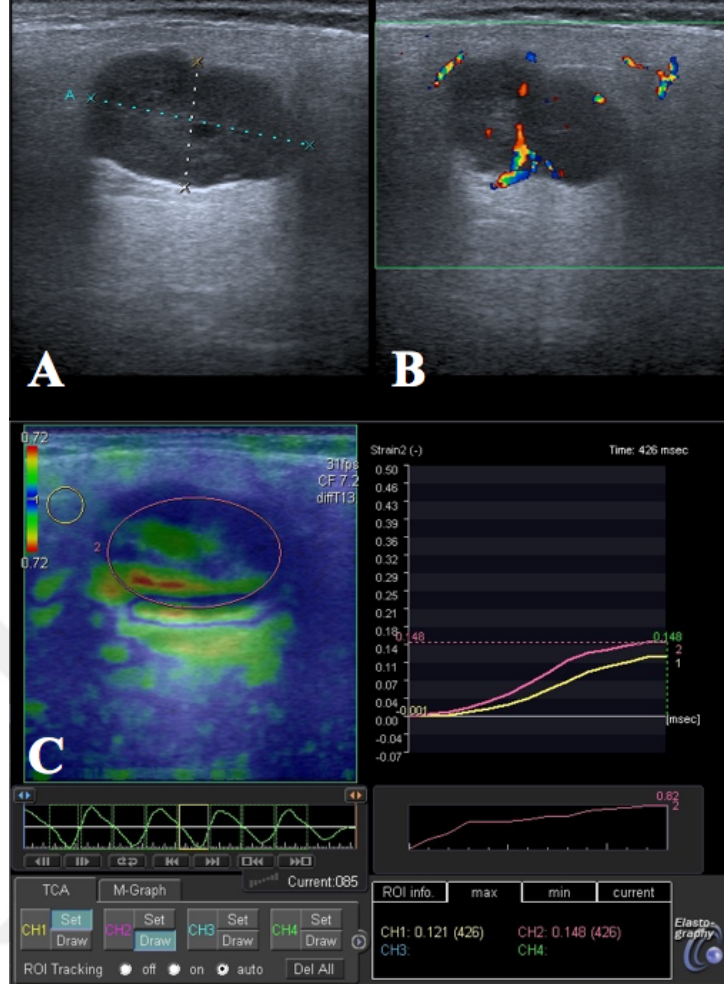 A
A
B
0.72
31fps
CF 7.2
diffT13
1
2
0.72
C
Strain2 (-)
Time: 426 msec
0.50
0.46
0.43
0.39
0.36
0.32
0.29
0.25
0.21
0.18
0.148
0.148
0.14
2
1
0.11
0.07
0.04
-0.001
0.00
[msec]
-0.04
-0.07
0.82
2
Current:085
TCA
M-Graph
CH1
Set
Draw
CH2
Set
Draw
CH3
Set
Draw
CH4
Set
Draw
ROI Tracking
off
on
auto
Del All
ROI info.
max
min
current
CH1: 0.121 (426)
CH2: 0.148 (426)
CH3:
CH4:
Elasto-
graphy